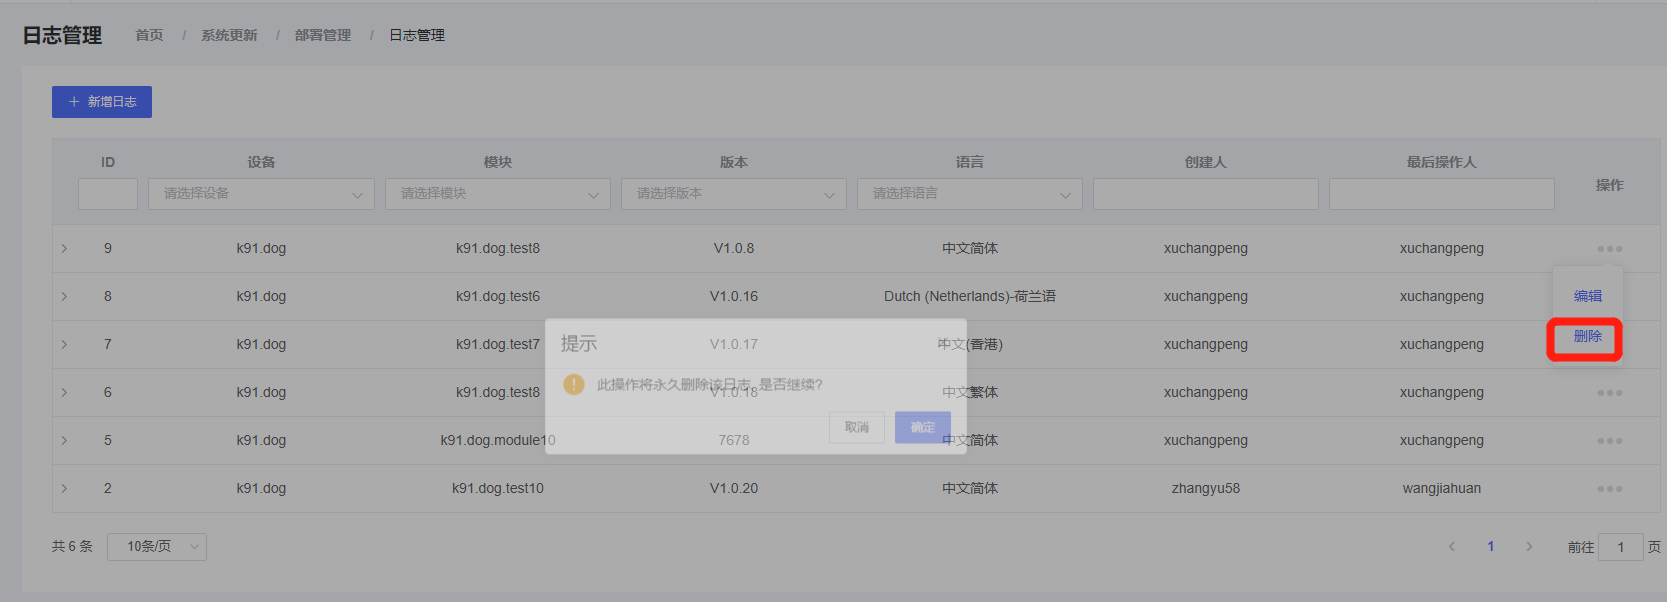 日志管理 首页 / 系统更新 / 部署管理 / 日志管理
+ 新增日志
ID 设备 模块 版本 语言 创建人 最后操作人 操作
请选择设备 请选择模块 请选择版本 请选择语言
9 k91.dog k91.dog.test8 V1.0.8 中文简体 xuchangpeng xuchangpeng
8 k91.dog k91.dog.test6 V1.0.16 Dutch (Netherlands)-荷兰语 xuchangpeng xuchangpeng 编辑
7 k91.dog k91.dog.test7 V1.0.17 中文(香港) xuchangpeng xuchangpeng 删除
6 k91.dog k91.dog.test8 V1.0.18 中文繁体 xuchangpeng xuchangpeng
5 k91.dog k91.dog.module10 7678 中文简体 xuchangpeng xuchangpeng
2 k91.dog k91.dog.test10 V1.0.20 中文简体 zhangyu58 wangjiahuan
提示
此操作将永久删除该日志, 是否继续?
取消 确定
共 6 条 10条/页 1 前往 1 页